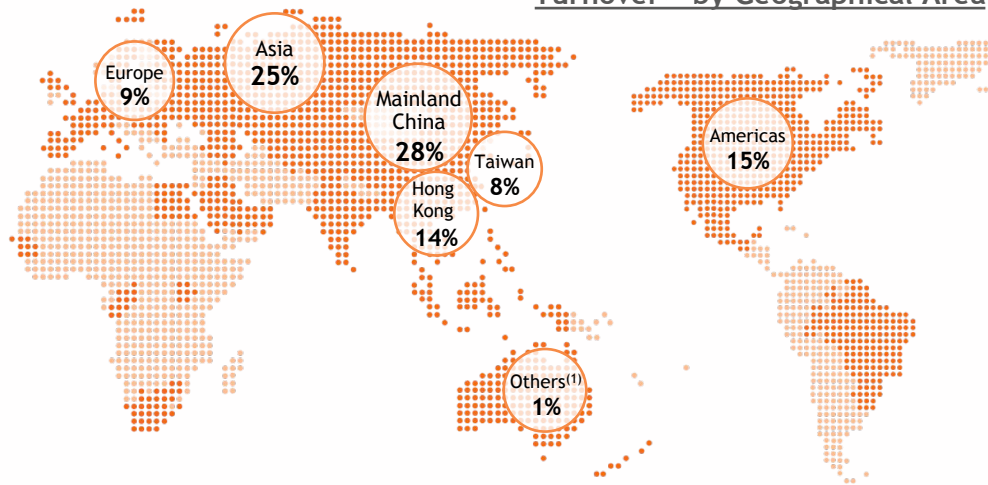 Turnover – by Geographical Area
Europe
9%
Asia
25%
Mainland
China
28%
Taiwan
8%
Hong
Kong
14%
Americas
15%
Others(1)
1%